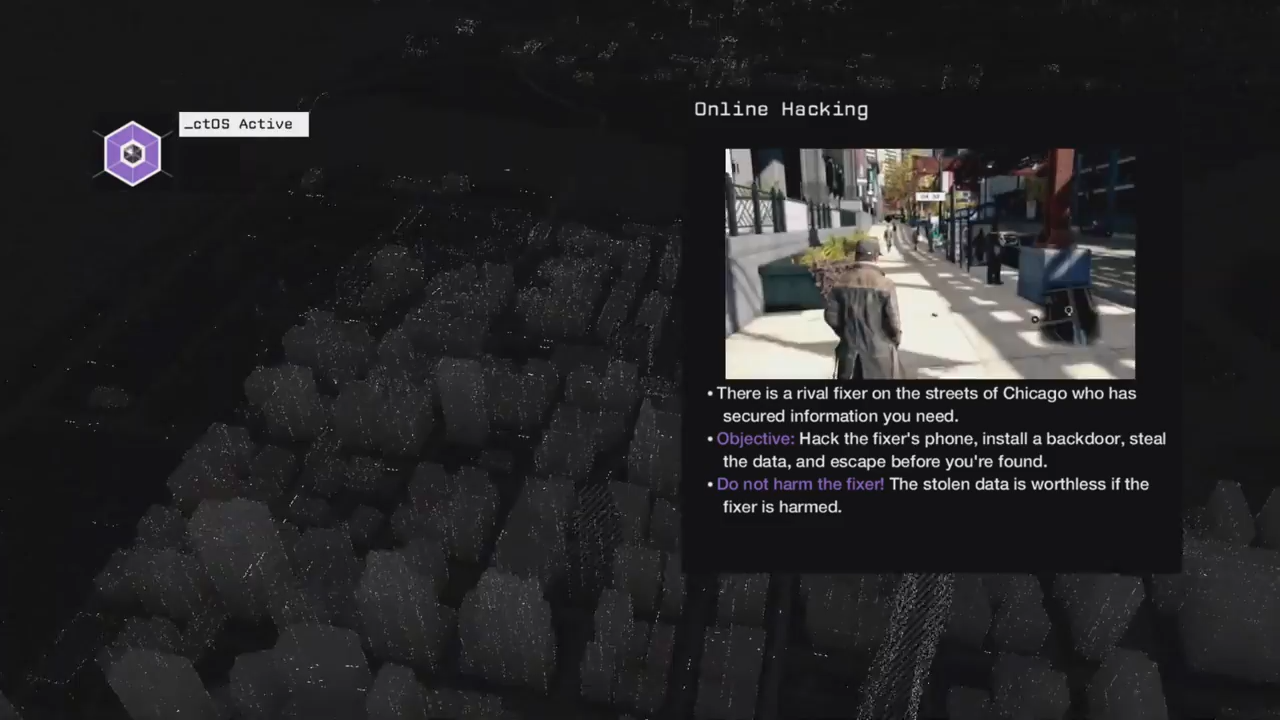 _ctOS Active
Online Hacking
• There is a rival fixer on the streets of Chicago who has
secured information you need.
• Objective: Hack the fixer's phone, install a backdoor, steal
the data, and escape before you're found.
• Do not harm the fixer! The stolen data is worthless if the
fixer is harmed.